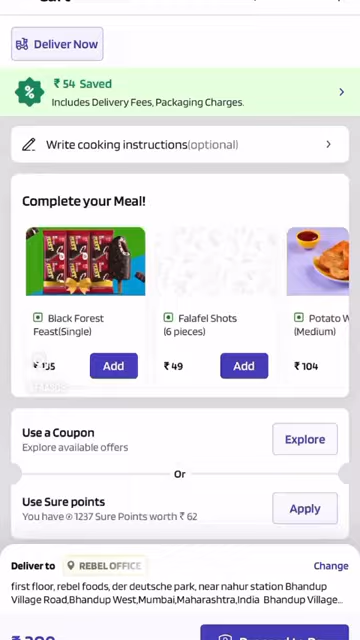 Deliver Now
₹ 54 Saved
Includes Delivery Fees, Packaging Charges.
Write cooking instructions(optional)
Complete your Meal!
Black Forest
Feast(Single)
Add
Falafel Shots
(6 pieces)
₹ 49
Add
Potato W
(Medium)
₹ 104
Use a Coupon
Explore available offers
Explore
Or
Use Sure points
You have 1237 Sure Points worth ₹ 62
Apply
Deliver to
REBEL OFFICE
Change
first floor, rebel foods, der deutsche park, near nahur station Bhandup
Village Road,Bhandup West,Mumbai,Maharashtra,India Bhandup Village...